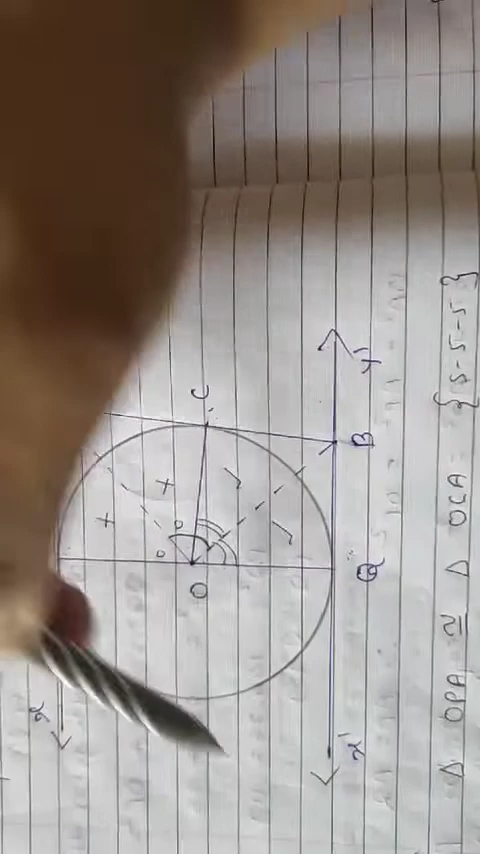 C
O
B
Y'
Q
X
X'
Δ OPA ≅ Δ OCA {S-S-S}